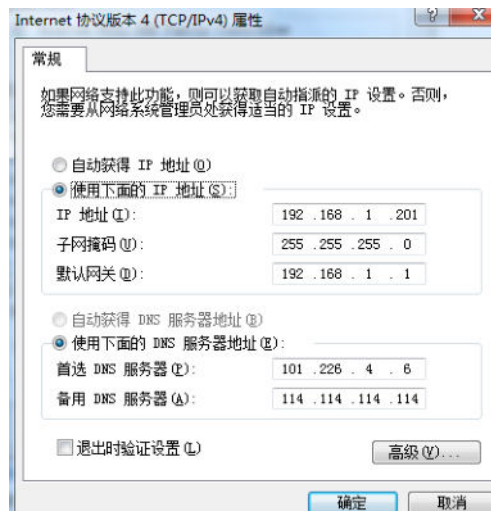 Internet 协议版本 4 (TCP/IPv4) 属性
常规
如果网络支持此功能，则可以获取自动指派的 IP 设置。否则，
您需要从网络系统管理员处获得适当的 IP 设置。
自动获得 IP 地址(O)
使用下面的 IP 地址(S):
IP 地址(I): 192 .168 . 1 .201
子网掩码(U): 255 .255 .255 . 0
默认网关(D): 192 .168 . 1 . 1
自动获得 DNS 服务器地址(B)
使用下面的 DNS 服务器地址(E):
首选 DNS 服务器(P): 101 .226 . 4 . 6
备用 DNS 服务器(A): 114 .114 .114 .114
退出时验证设置(L)
高级(V)...
确定 取消